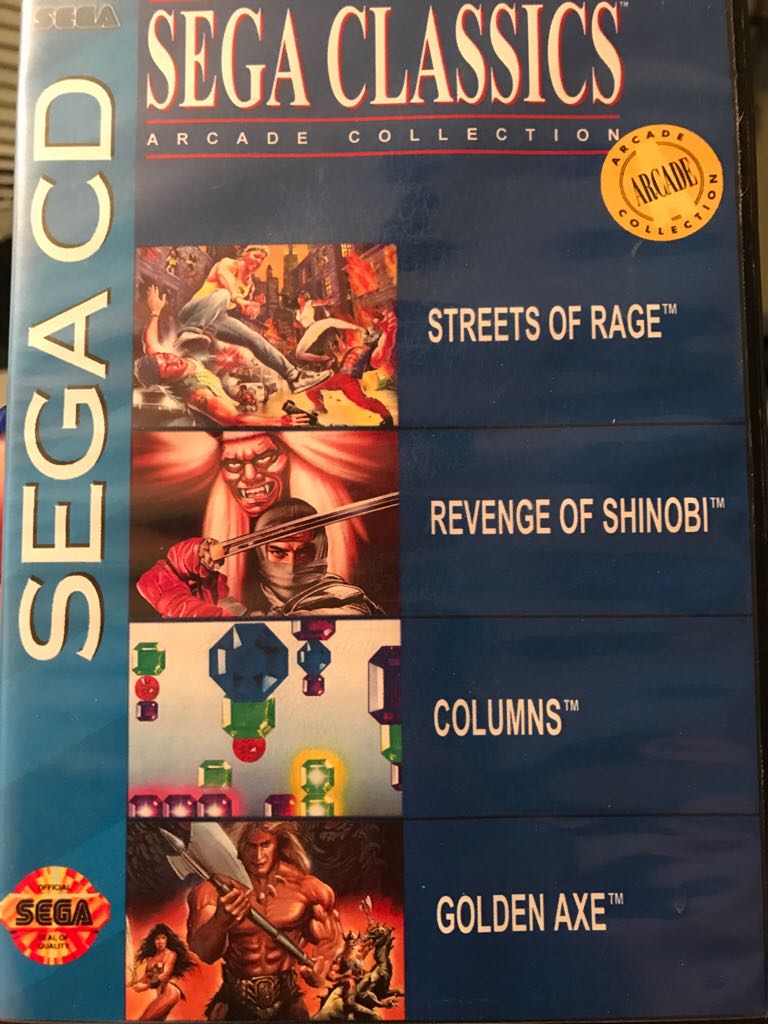 SEGA
SEGA CLASSICS™
ARCADE COLLECTION
ARCADE
ARCADE
COLLECTION
SEGA CD
STREETS OF RAGE™
REVENGE OF SHINOBI™
COLUMNS™
GOLDEN AXE™
OFFICIAL
SEGA
SEAL OF
QUALITY